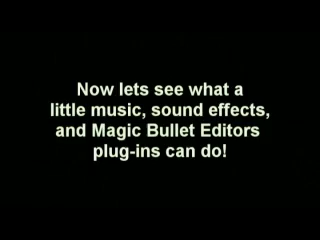 Now lets see what a
little music, sound effects,
and Magic Bullet Editors
plug-ins can do!